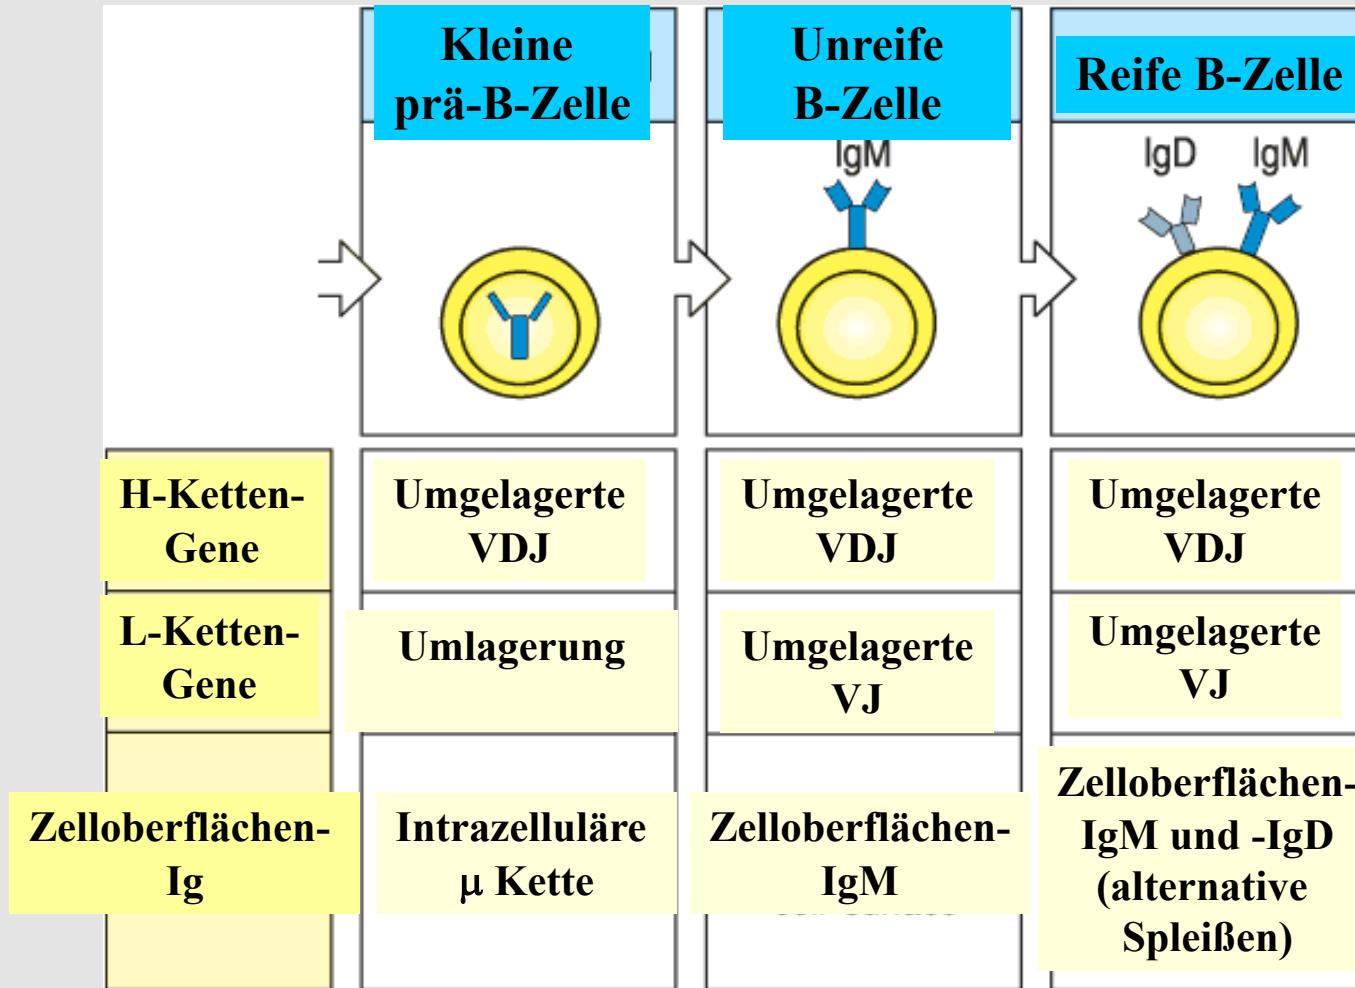 Kleine
prä-B-Zelle
Unreife
B-Zelle
Reife B-Zelle
IgM
IgD IgM
H-Ketten-
Gene
Umgelagerte
VDJ
Umgelagerte
VDJ
Umgelagerte
VDJ
L-Ketten-
Gene
Umlagerung
Umgelagerte
VJ
Umgelagerte
VJ
Zelloberflächen-
Ig
Intrazelluläre
μ Kette
Zelloberflächen-
IgM
Zelloberflächen-
IgM und -IgD
(alternative
Spleißen)